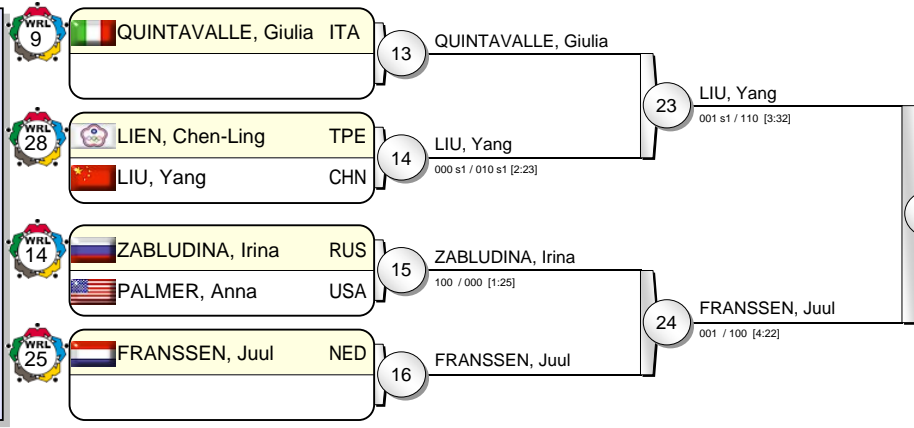 WRL
9
QUINTAVALLE, Giulia ITA
13
QUINTAVALLE, Giulia
23
LIU, Yang
001 s1 / 110 [3:32]
WRL
28
LIEN, Chen-Ling TPE
LIU, Yang CHN
14
LIU, Yang
000 s1 / 010 s1 [2:23]
WRL
14
ZABLUDINA, Irina RUS
PALMER, Anna USA
15
ZABLUDINA, Irina
100 / 000 [1:25]
24
FRANSSEN, Juul
001 / 100 [4:22]
WRL
25
FRANSSEN, Juul NED
16
FRANSSEN, Juul